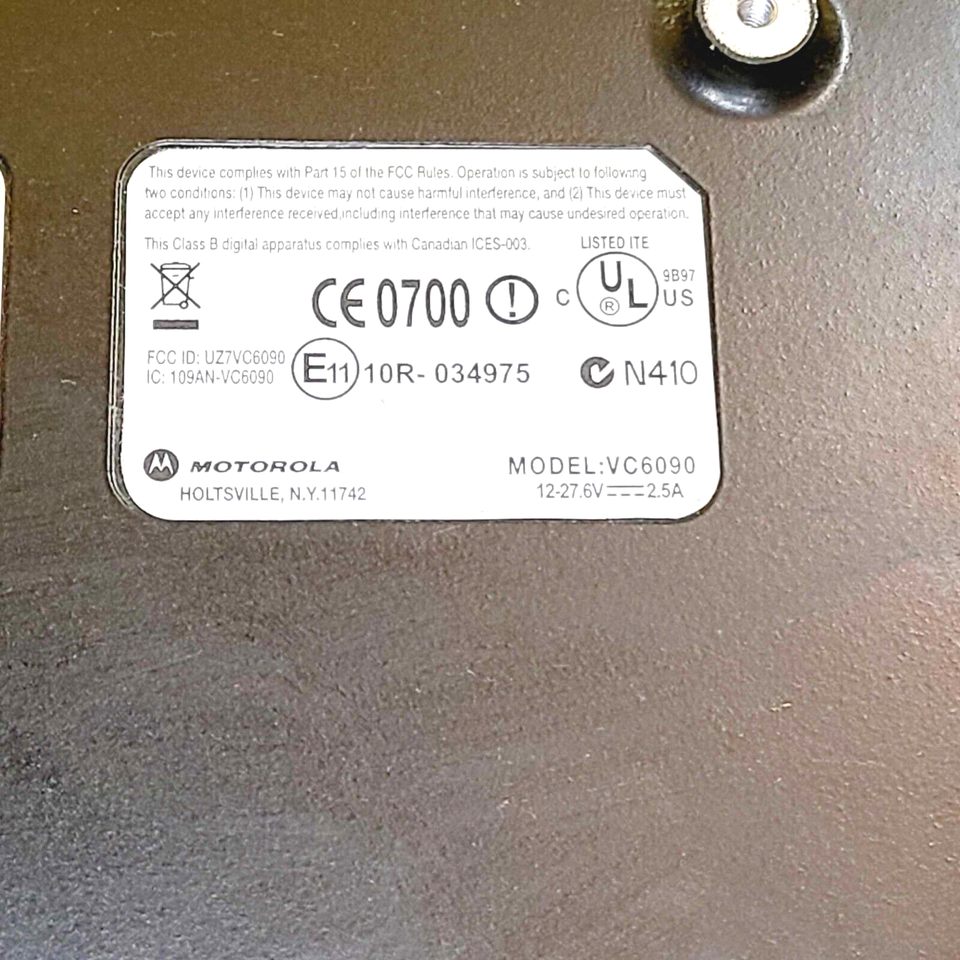 This device complies with Part 15 of the FCC Rules. Operation is subject to following
two conditions: (1) This device may not cause harmful interference, and (2) This device must
accept any interference received,including interference that may cause undesired operation.
This Class B digital apparatus complies with Canadian ICES-003.
LISTED ITE
CE 0700
C UL ® US
9B97
FCC ID: UZ7VC6090
IC: 109AN-VC6090
E11 10R- 034975
N410
MOTOROLA
HOLTSVILLE, N.Y.11742
MODEL:VC6090
12-27.6V 2.5A